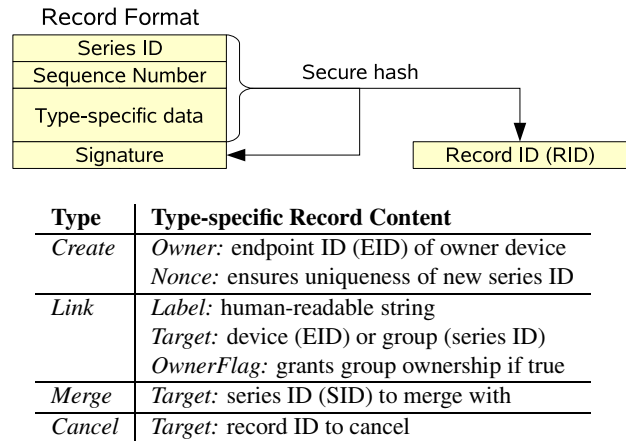 Record Format
Series ID
Sequence Number
Type-specific data
Signature
Secure hash
Record ID (RID)
Type Type-specific Record Content
Create Owner: endpoint ID (EID) of owner device
Nonce: ensures uniqueness of new series ID
Link Label: human-readable string
Target: device (EID) or group (series ID)
OwnerFlag: grants group ownership if true
Merge Target: series ID (SID) to merge with
Cancel Target: record ID to cancel